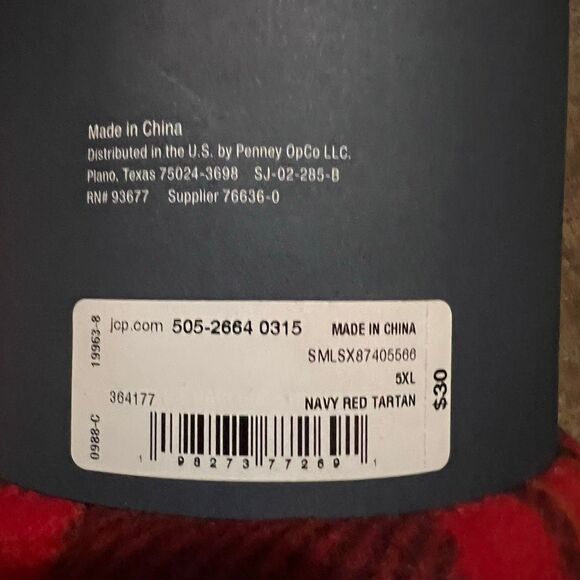 Made in China
Distributed in the U.S. by Penney OpCo LLC.
Plano, Texas 75024-3698 SJ-02-285-B
RN# 93677 Supplier 76636-0
jcp.com 505-2664 0315 MADE IN CHINA
SMLSX87405566
5XL
364177 NAVY RED TARTAN
1 98273 77269 1
0988-C 19963-8
$30